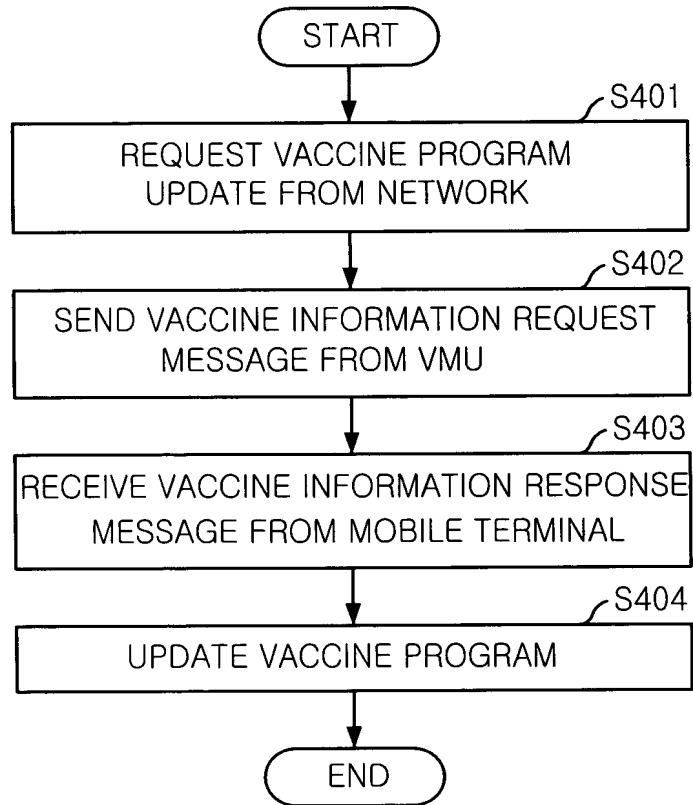 START
S401
REQUEST VACCINE PROGRAM
UPDATE FROM NETWORK
S402
SEND VACCINE INFORMATION REQUEST
MESSAGE FROM VMU
S403
RECEIVE VACCINE INFORMATION RESPONSE
MESSAGE FROM MOBILE TERMINAL
S404
UPDATE VACCINE PROGRAM
END